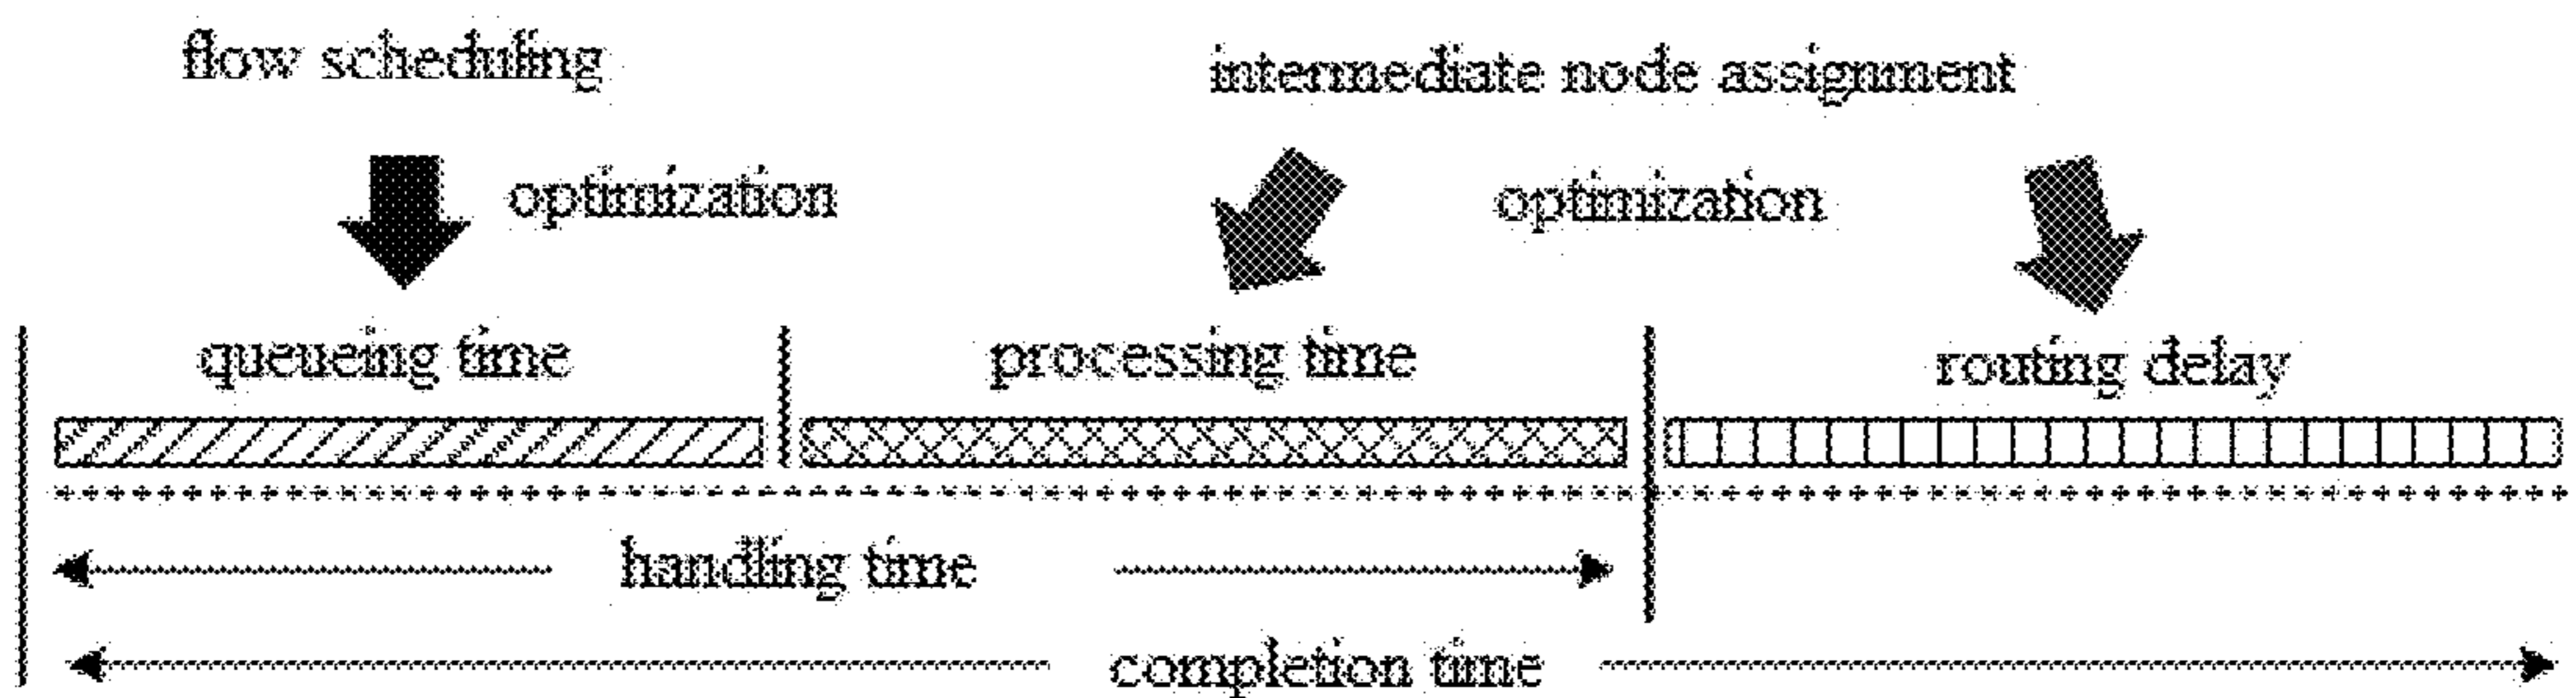 flow scheduling
intermediate node assignment
optimization
optimization
queueing time
processing time
routing delay
handling time
completion time